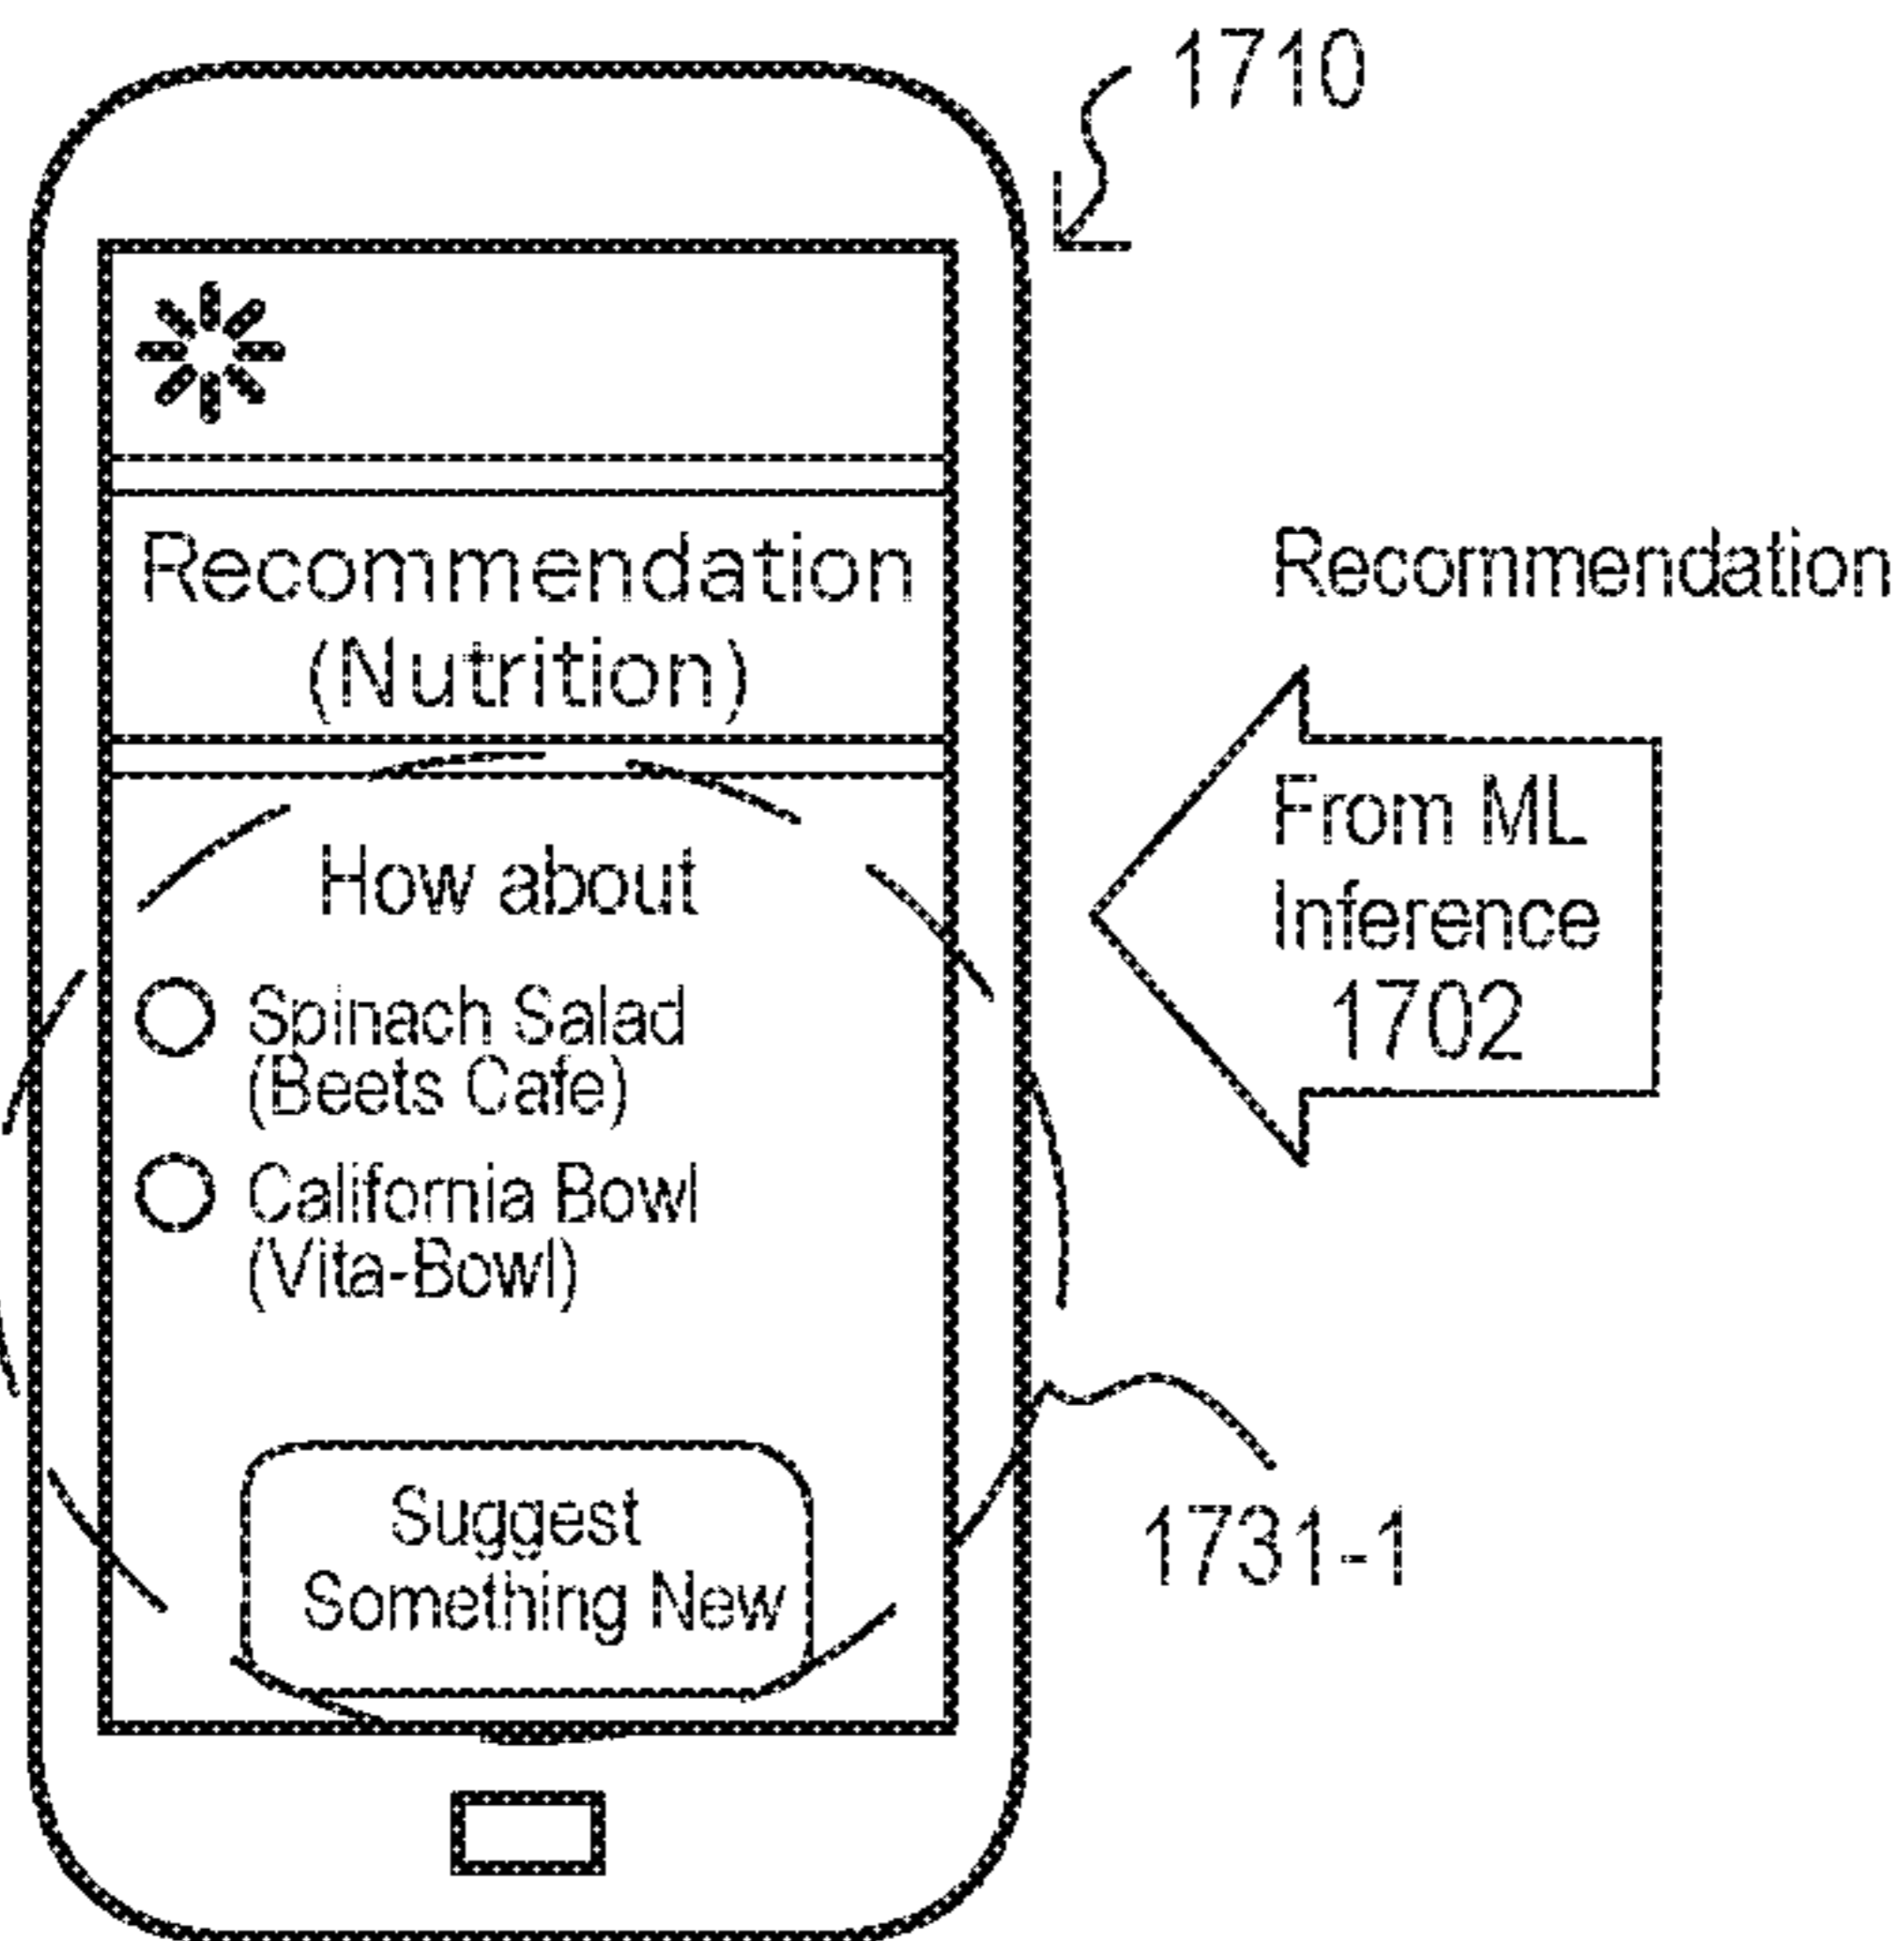 1710
Recommendation
(Nutrition)
How about
Spinach Salad
(Beets Cafe)
California Bowl
(Vita-Bowl)
Suggest
Something New
Recommendation
From ML
Inference
1702
1731-1